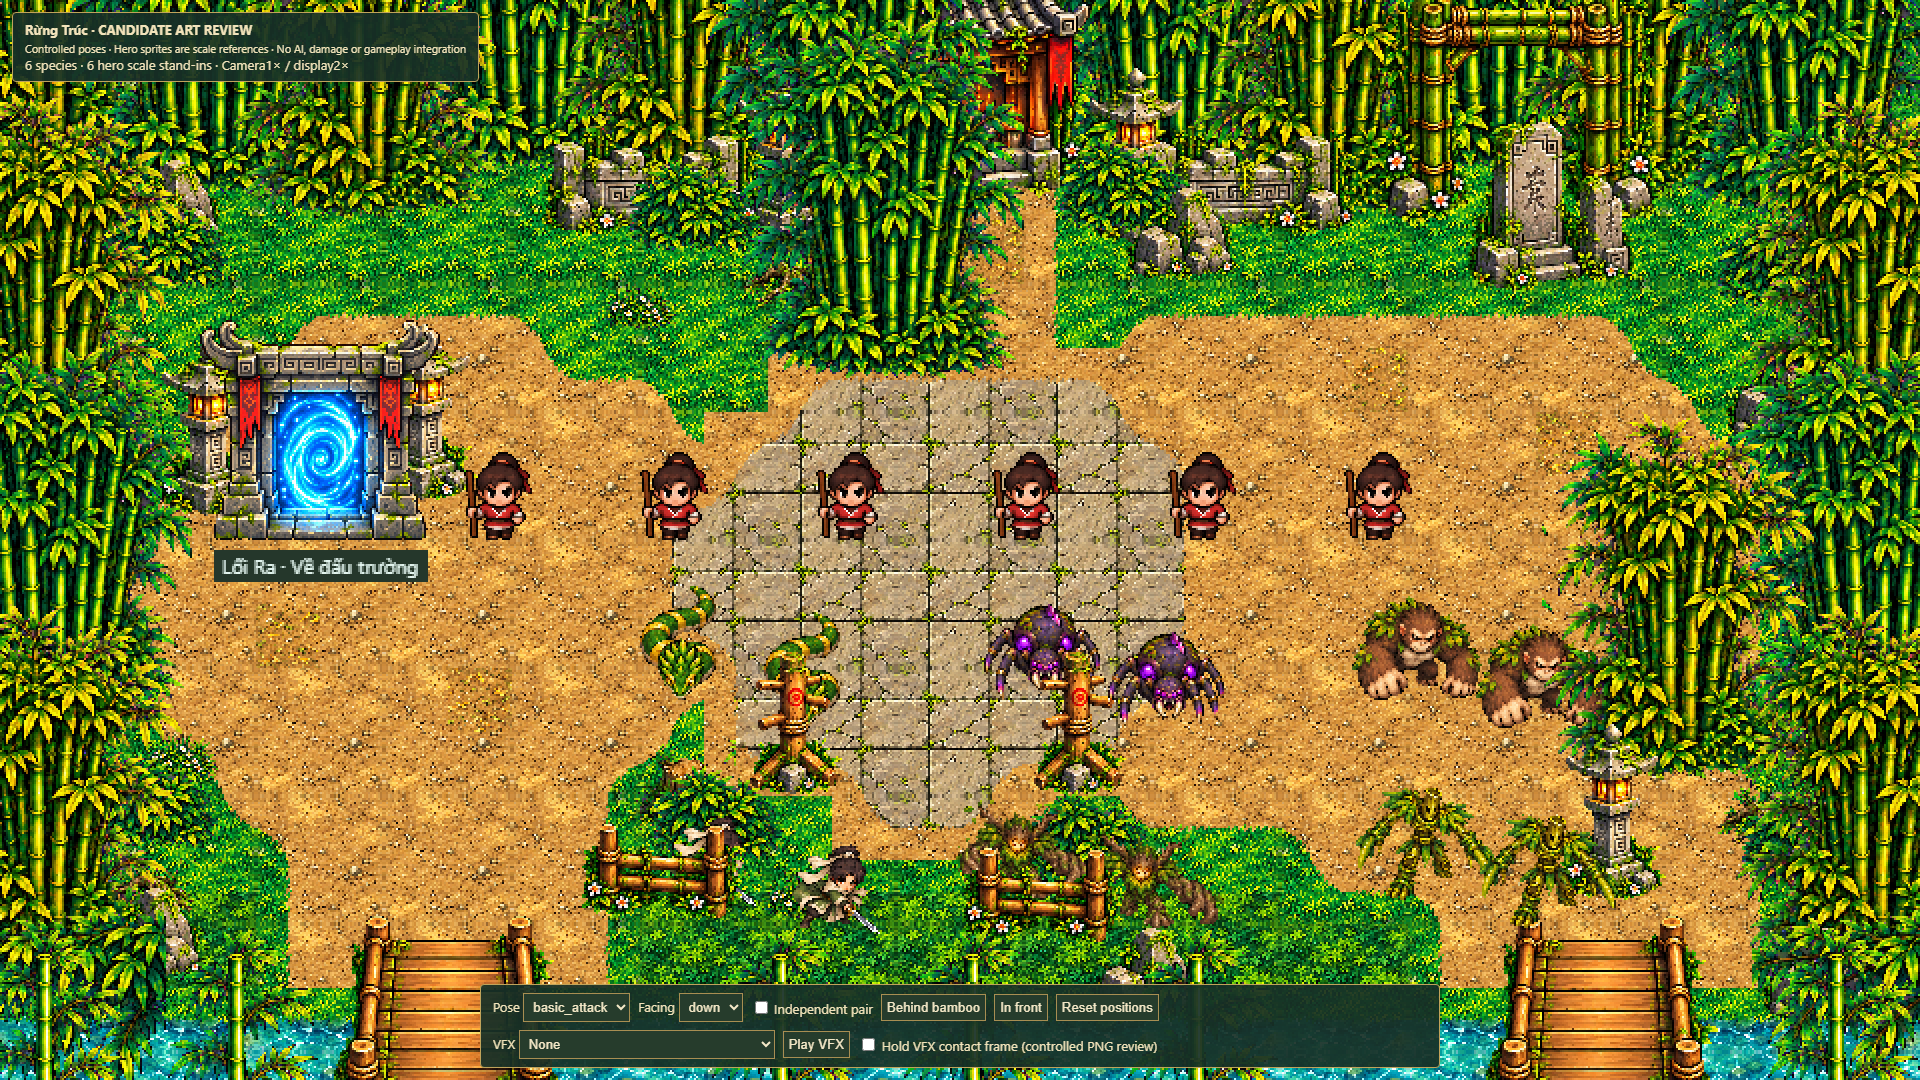 Rừng Trúc · CANDIDATE ART REVIEW
Controlled poses · Hero sprites are scale references · No AI, damage or gameplay integration
6 species · 6 hero scale stand-ins · Camera1× / display2×
Lối Ra · Về đấu trường
Pose basic_attack Facing down Independent pair Behind bamboo In front Reset positions
VFX None Play VFX Hold VFX contact frame (controlled PNG review)